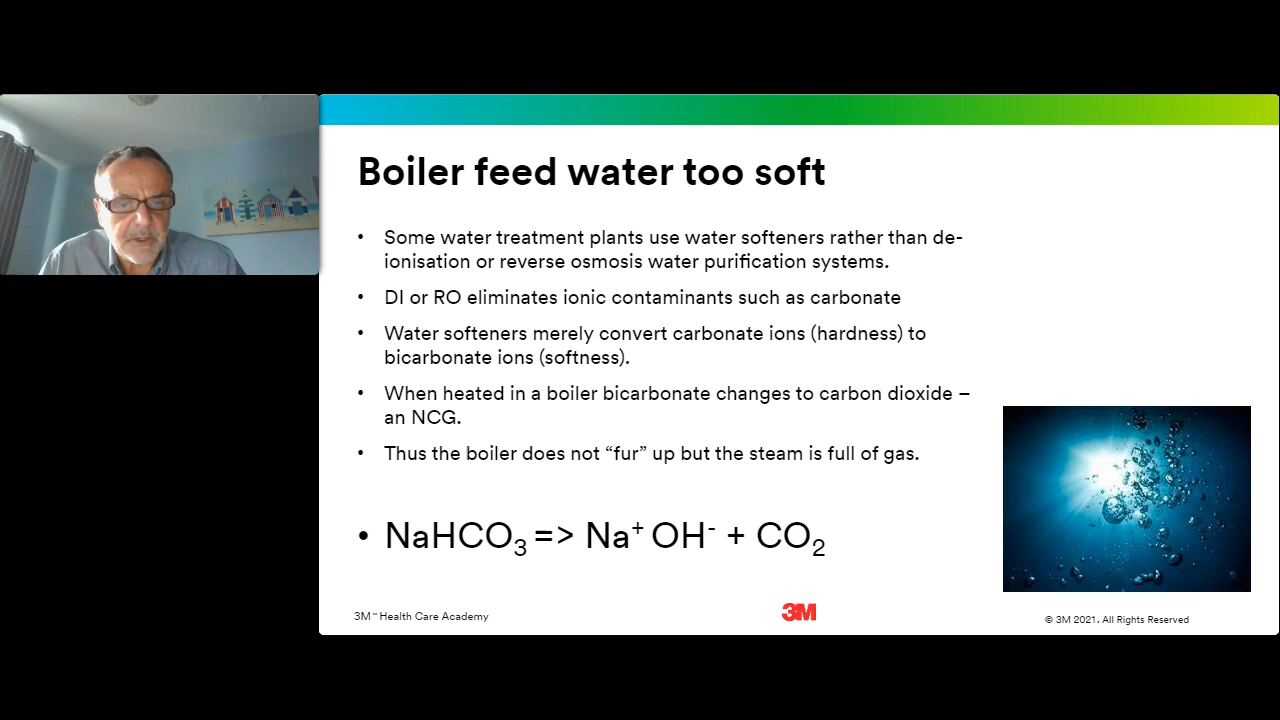 Boiler feed water too soft
• Some water treatment plants use water softeners rather than de-
ionisation or reverse osmosis water purification systems.
• DI or RO eliminates ionic contaminants such as carbonate
• Water softeners merely convert carbonate ions (hardness) to
bicarbonate ions (softness).
• When heated in a boiler bicarbonate changes to carbon dioxide –
an NCG.
• Thus the boiler does not “fur” up but the steam is full of gas.
• NaHCO₃ => Na⁺ OH⁻ + CO₂
3M™ Health Care Academy
3M
© 3M 2021. All Rights Reserved